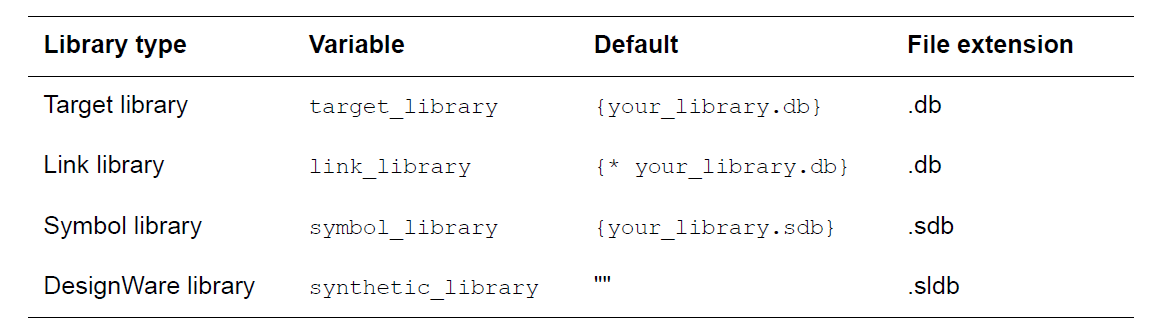 Library type Variable Default File extension
Target library target_library {your_library.db} .db
Link library link_library {* your_library.db} .db
Symbol library symbol_library {your_library.sdb} .sdb
DesignWare library synthetic_library "" .sldb